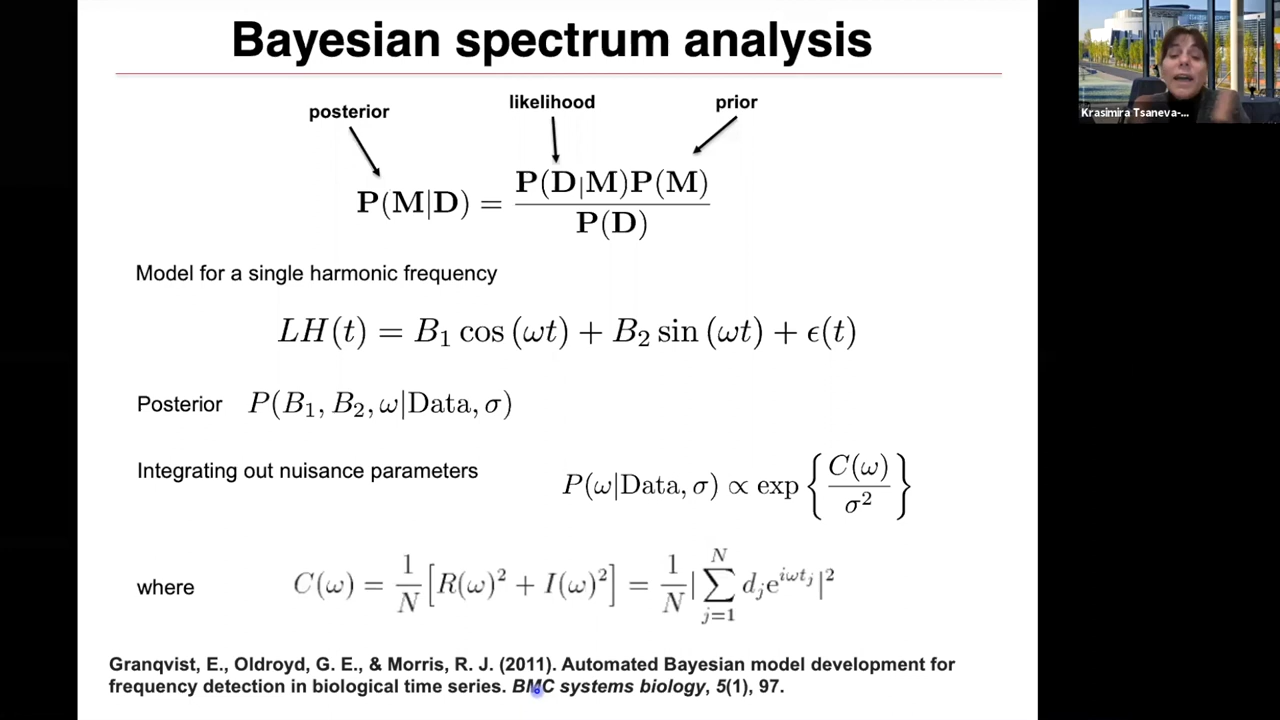 Bayesian spectrum analysis
posterior
likelihood
prior
P(M|D) = P(D|M)P(M) / P(D)
Model for a single harmonic frequency
LH(t) = B₁ cos (ωt) + B₂ sin (ωt) + ϵ(t)
Posterior P(B₁, B₂, ω|Data, σ)
Integrating out nuisance parameters P(ω|Data, σ) ∝ exp { C(ω) / σ² }
where C(ω) = 1/N [R(ω)² + I(ω)²] = 1/N |∑_{j=1}^{N} d_j e^{iωt_j}|²
Granqvist, E., Oldroyd, G. E., & Morris, R. J. (2011). Automated Bayesian model development for
frequency detection in biological time series. BMC systems biology, 5(1), 97.
Krasimira Tsaneva-...